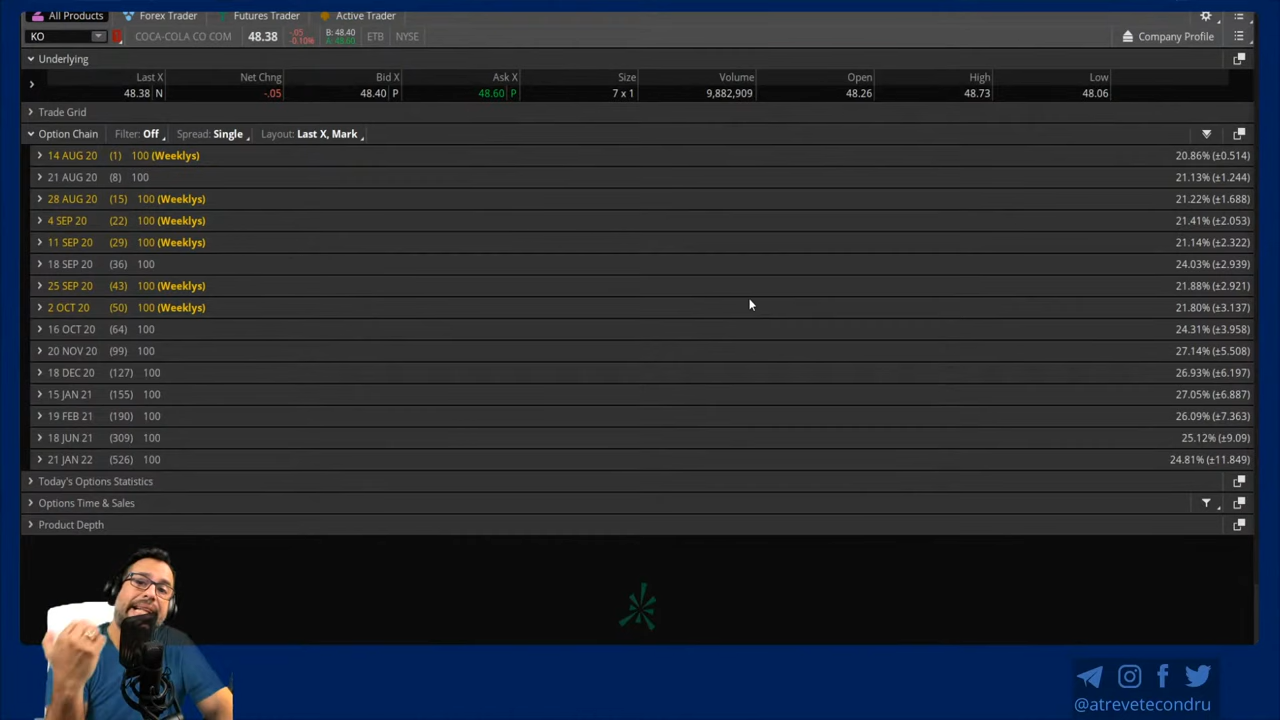 All Products Forex Trader Futures Trader Active Trader
KO COCA-COLA CO COM 48.38 -.05 -0.10% B: 48.40 A: 48.60 ETB NYSE Company Profile
Underlying
Last X Net Chng Bid X Ask X Size Volume Open High Low
48.38 N -.05 48.40 P 48.60 P 7 x 1 9,882,909 48.26 48.73 48.06
Trade Grid
Option Chain Filter: Off Spread: Single Layout: Last X, Mark
14 AUG 20 (1) 100 (Weeklys) 20.86% (±0.514)
21 AUG 20 (8) 100 21.13% (±1.244)
28 AUG 20 (15) 100 (Weeklys) 21.22% (±1.688)
4 SEP 20 (22) 100 (Weeklys) 21.41% (±2.053)
11 SEP 20 (29) 100 (Weeklys) 21.14% (±2.322)
18 SEP 20 (36) 100 24.03% (±2.939)
25 SEP 20 (43) 100 (Weeklys) 21.88% (±2.921)
2 OCT 20 (50) 100 (Weeklys) 21.80% (±3.137)
16 OCT 20 (64) 100 24.31% (±3.958)
20 NOV 20 (99) 100 27.14% (±5.508)
18 DEC 20 (127) 100 26.93% (±6.197)
15 JAN 21 (155) 100 27.05% (±6.887)
19 FEB 21 (190) 100 26.09% (±7.363)
18 JUN 21 (309) 100 25.12% (±9.09)
21 JAN 22 (526) 100 24.81% (±11.849)
Today's Options Statistics
Options Time & Sales
Product Depth
@atrevetecondru